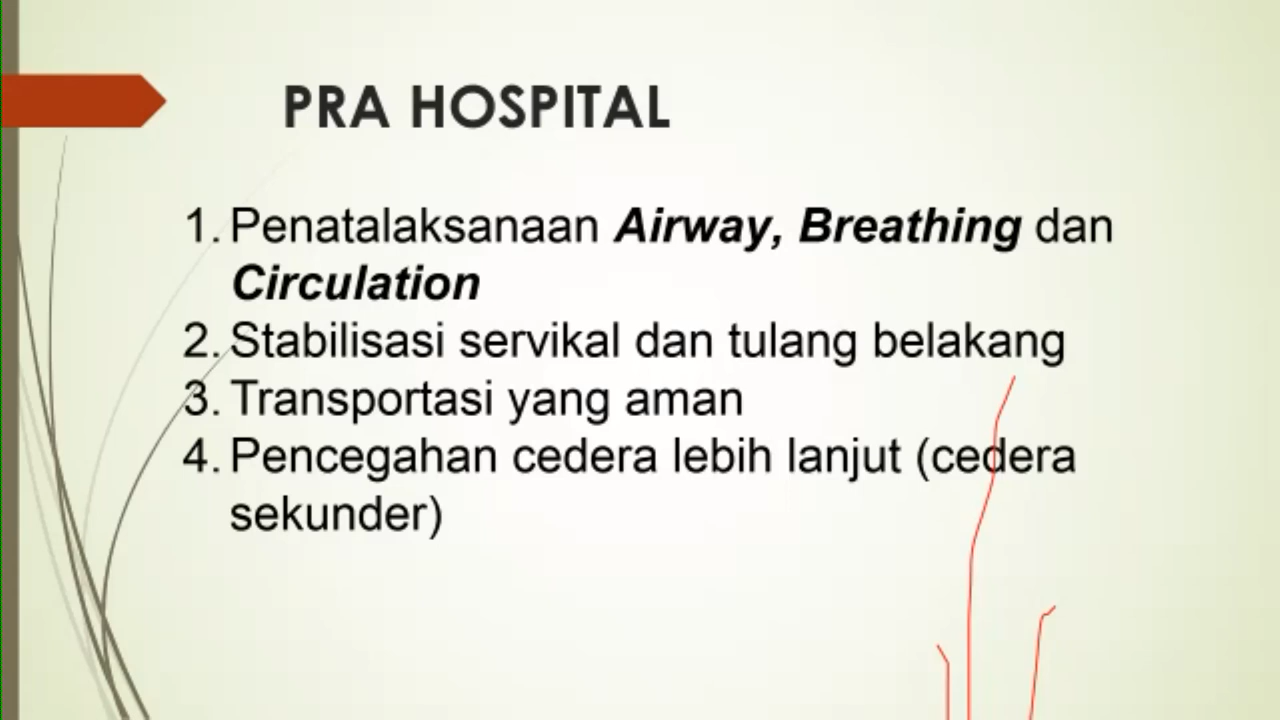 PRA HOSPITAL
1. Penatalaksanaan Airway, Breathing dan
Circulation
2. Stabilisasi servikal dan tulang belakang
3. Transportasi yang aman
4. Pencegahan cedera lebih lanjut (cedera
sekunder)